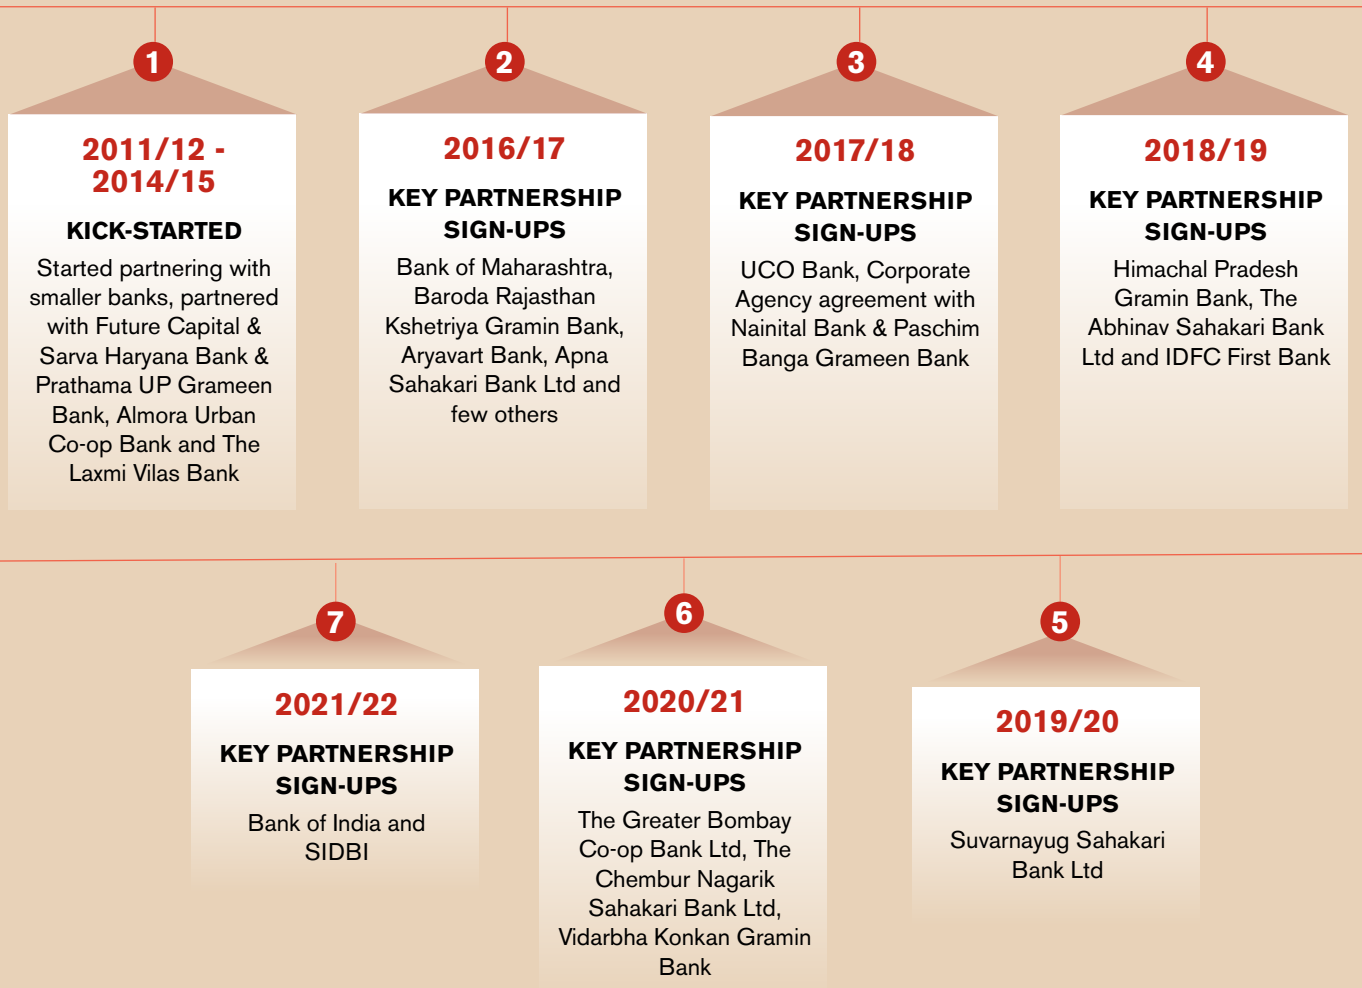 1
2011/12 -
2014/15
KICK-STARTED
Started partnering with
smaller banks, partnered
with Future Capital &
Sarva Haryana Bank &
Prathama UP Grameen
Bank, Almora Urban
Co-op Bank and The
Laxmi Vilas Bank
2
2016/17
KEY PARTNERSHIP
SIGN-UPS
Bank of Maharashtra,
Baroda Rajasthan
Kshetriya Gramin Bank,
Aryavart Bank, Apna
Sahakari Bank Ltd and
few others
3
2017/18
KEY PARTNERSHIP
SIGN-UPS
UCO Bank, Corporate
Agency agreement with
Nainital Bank & Paschim
Banga Grameen Bank
4
2018/19
KEY PARTNERSHIP
SIGN-UPS
Himachal Pradesh
Gramin Bank, The
Abhinav Sahakari Bank
Ltd and IDFC First Bank
7
2021/22
KEY PARTNERSHIP
SIGN-UPS
Bank of India and
SIDBI
6
2020/21
KEY PARTNERSHIP
SIGN-UPS
The Greater Bombay
Co-op Bank Ltd, The
Chembur Nagarik
Sahakari Bank Ltd,
Vidarbha Konkan Gramin
Bank
5
2019/20
KEY PARTNERSHIP
SIGN-UPS
Suvarnayug Sahakari
Bank Ltd